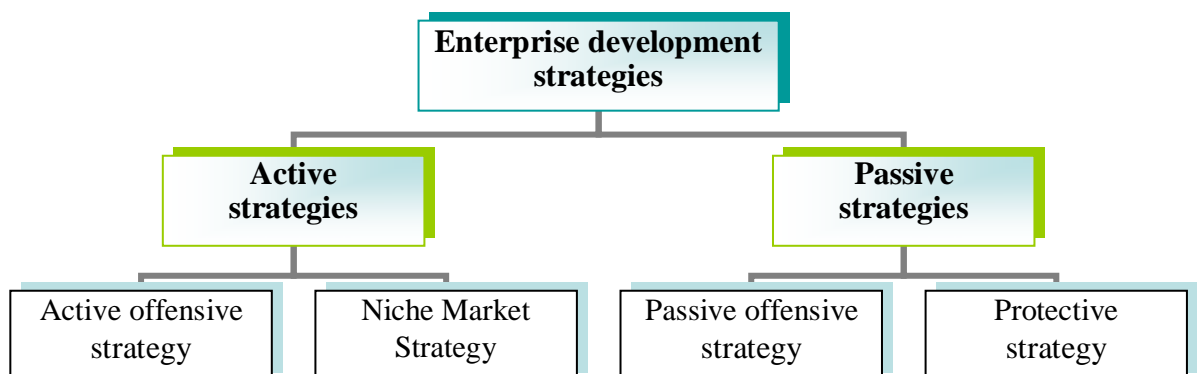 Enterprise development
strategies
Active
strategies
Passive
strategies
Active offensive
strategy
Niche Market
Strategy
Passive offensive
strategy
Protective
strategy